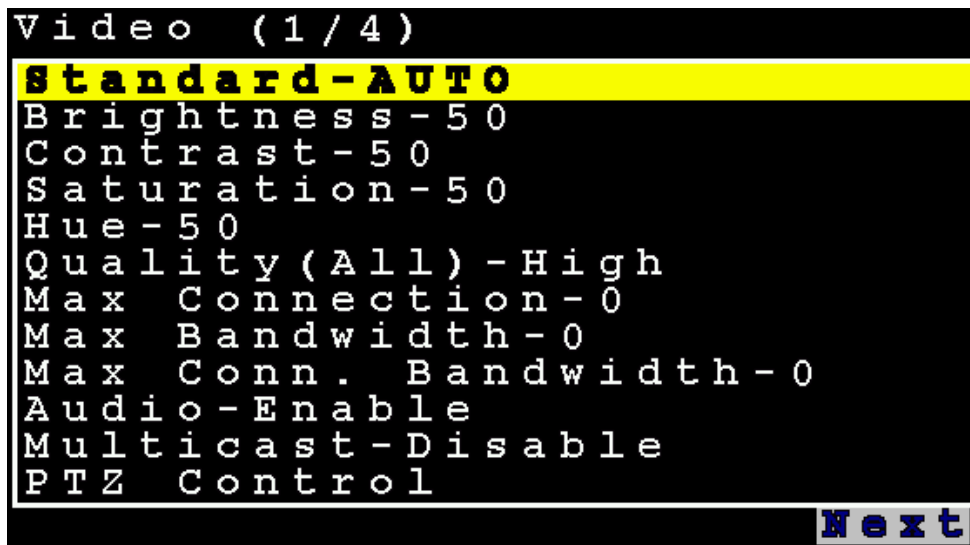 Video (1/4)
Standard-AUTO
Brightness-50
Contrast-50
Saturation-50
Hue-50
Quality(All)-High
Max Connection-0
Max Bandwidth-0
Max Conn. Bandwidth-0
Audio-Enable
Multicast-Disable
PTZ Control
Next